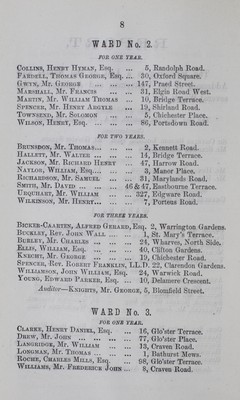 8
WARD No. 2.
FOR ONE YEAR.
COLLINS, HENRY HYMAN, Esq. ... 5, Randolph Road.
FARDELL, THOMAS GEORGE, Esq. ... 30, Oxford Square.
GWYN, Mr. GEORGE ... ... 147, Praed Street.
MARSHALL, Mr. FRANCIS ... 31, Elgin Road West.
MARTIN, Mr. WILLIAM THOMAS ... 10, Bridge Terrace.
SPENCER, Mr. HENRY ARGYLE ... 19, Shirland Road.
TOWNSEND, Mr. SOLOMON ... 5, Chichester Place.
WILSON, HENRY, Esq. ... ... 86, Portsdown Road.
FOR TWO YEARS.
BRUNSDON, Mr. THOMAS... ... 2, Kennett Road.
HALLETT, Mr. WALTER ... ... 14, Bridge Terrace.
JACKSON, Mr. RICHARD HENRY ... 47, Harrow Road.
NAYLOR, WILLIAM, Esq.... ... 3, Manor Place.
RICHARDSON, Mr. SAMUEL ... 31, Marylands Road.
SMITH, Mr. DAVID ... ... 46 & 47, Eastbourne Terrace.
URQUHART, Mr. WILLIAM ... 327, Edgware Road.
WILKINSON, Mr. HENRY... ... 7, Porteus Road.
FOR THREE YEARS.
BICKER-CAARTEN, ALFRED GERARD, Esq. 2, Warrington Gardens.
BUCKLEY, Rev. JOHN WALL ... 1, St. Mary's Terrace.
BURLEY, Mr. CHARLES ... ... 24, Wharves, North Side.
ELLIS, WILLIAM, Esq. ... ... 40, Clifton Gardens.
KNECHT, Mr. GEORGE ... ... 19, Chichester Road.
SPENCER, Rev. ROBERT FRANKLIN, LL.D. 22, Clarendon Gardens.
WILLIAMSON, JOHN WILLIAM, Esq. 24, Warwick Road.
YOUNG, EDWARD PARKER, Esq. ... 10, Delamere Crescent.
Auditor—KNIGHTS, Mr. GEORGE, 5, Blomfield Street.
WARD No. 3.
FOR ONE YEAR.
CLARKE, HENRY DANIEL, Esq. ... 16, Glo'ster Terrace.
DREW, Mr. JOHN ... ... ... 77, Glo'ster Place.
LANGRIDGE, Mr. WILLIAM ... 13, Craven Road.
LONGMAN, Mr. THOMAS ... ... 1, Bathurst Mews.
ROCHE, CHARLES MILLS, Esq. ... 98, Glo'ster Terrace.
WILLIAMS, Mr. FREDERICK JOHN ... 8, Craven Road.